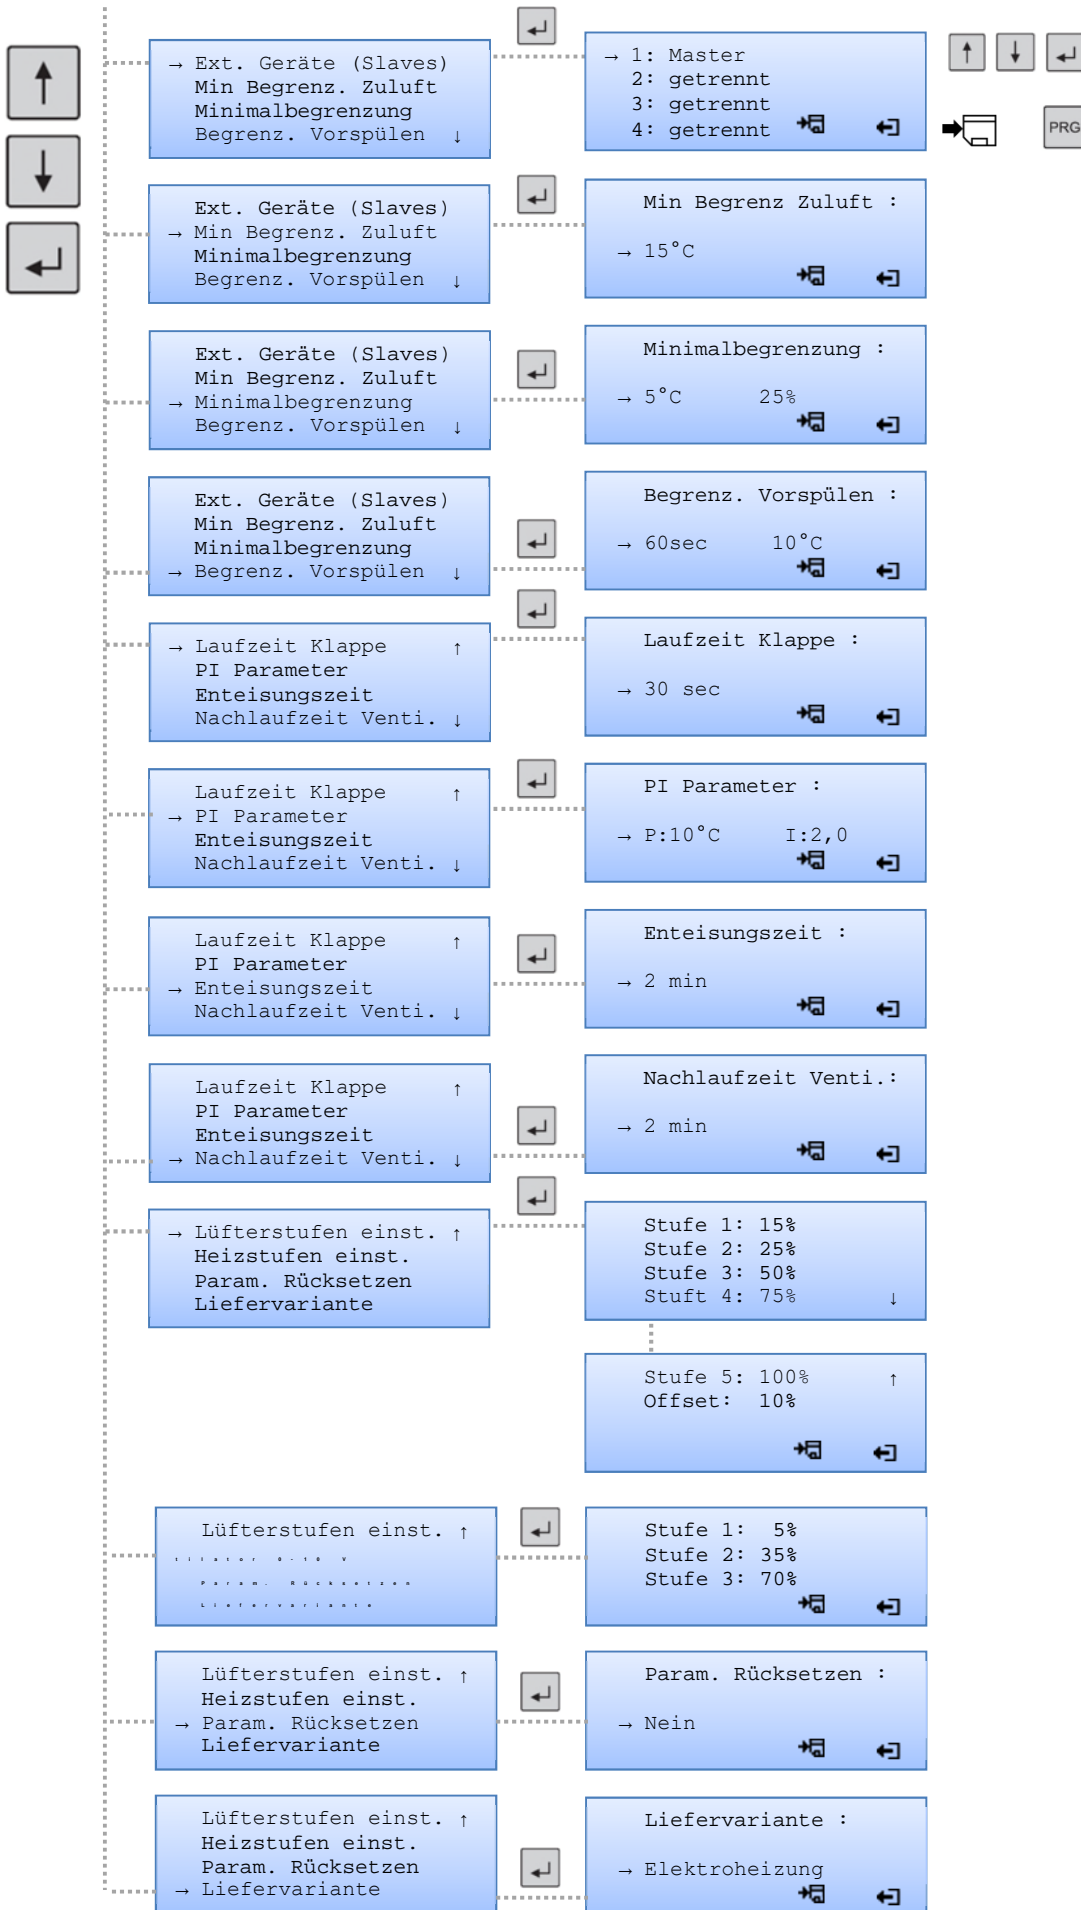 → Ext. Geräte (Slaves)
Min Begrenz. Zuluft
Minimalbegrenzung
Begrenz. Vorspülen ↓
→ 1: Master
2: getrennt
3: getrennt
4: getrennt
PRG
Ext. Geräte (Slaves)
→ Min Begrenz. Zuluft
Minimalbegrenzung
Begrenz. Vorspülen ↓
Min Begrenz Zuluft :
→ 15°C
Ext. Geräte (Slaves)
Min Begrenz. Zuluft
→ Minimalbegrenzung
Begrenz. Vorspülen ↓
Minimalbegrenzung :
→ 5°C 25%
Ext. Geräte (Slaves)
Min Begrenz. Zuluft
Minimalbegrenzung
→ Begrenz. Vorspülen ↓
Begrenz. Vorspülen :
→ 60sec 10°C
→ Laufzeit Klappe ↑
PI Parameter
Enteisungszeit
Nachlaufzeit Venti. ↓
Laufzeit Klappe :
→ 30 sec
Laufzeit Klappe ↑
→ PI Parameter
Enteisungszeit
Nachlaufzeit Venti. ↓
PI Parameter :
→ P:10°C I:2,0
Laufzeit Klappe ↑
PI Parameter
→ Enteisungszeit
Nachlaufzeit Venti. ↓
Enteisungszeit :
→ 2 min
Laufzeit Klappe ↑
PI Parameter
Enteisungszeit
→ Nachlaufzeit Venti. ↓
Nachlaufzeit Venti.:
→ 2 min
→ Lüfterstufen einst. ↑
Heizstufen einst.
Param. Rücksetzen
Liefervariante
Stufe 1: 15%
Stufe 2: 25%
Stufe 3: 50%
Stuft 4: 75% ↓
Stufe 5: 100% ↑
Offset: 10%
Lüfterstufen einst. ↑
Param. Rücksetzen
Liefervariante
Stufe 1: 5%
Stufe 2: 35%
Stufe 3: 70%
Lüfterstufen einst. ↑
Heizstufen einst.
→ Param. Rücksetzen
Liefervariante
Param. Rücksetzen :
→ Nein
Lüfterstufen einst. ↑
Heizstufen einst.
Param. Rücksetzen
→ Liefervariante
Liefervariante :
→ Elektroheizung